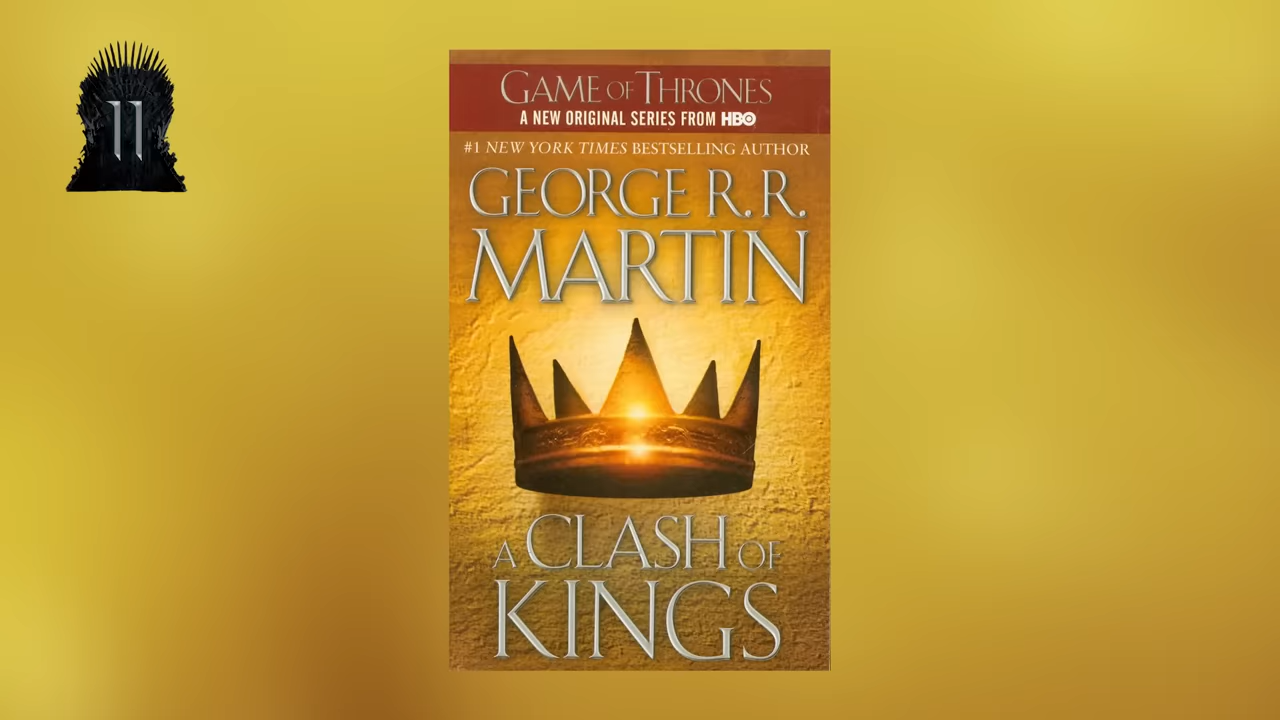 11
GAME OF THRONES
A NEW ORIGINAL SERIES FROM HBO
#1 NEW YORK TIMES BESTSELLING AUTHOR
GEORGE R. R.
MARTIN
A CLASH OF
KINGS